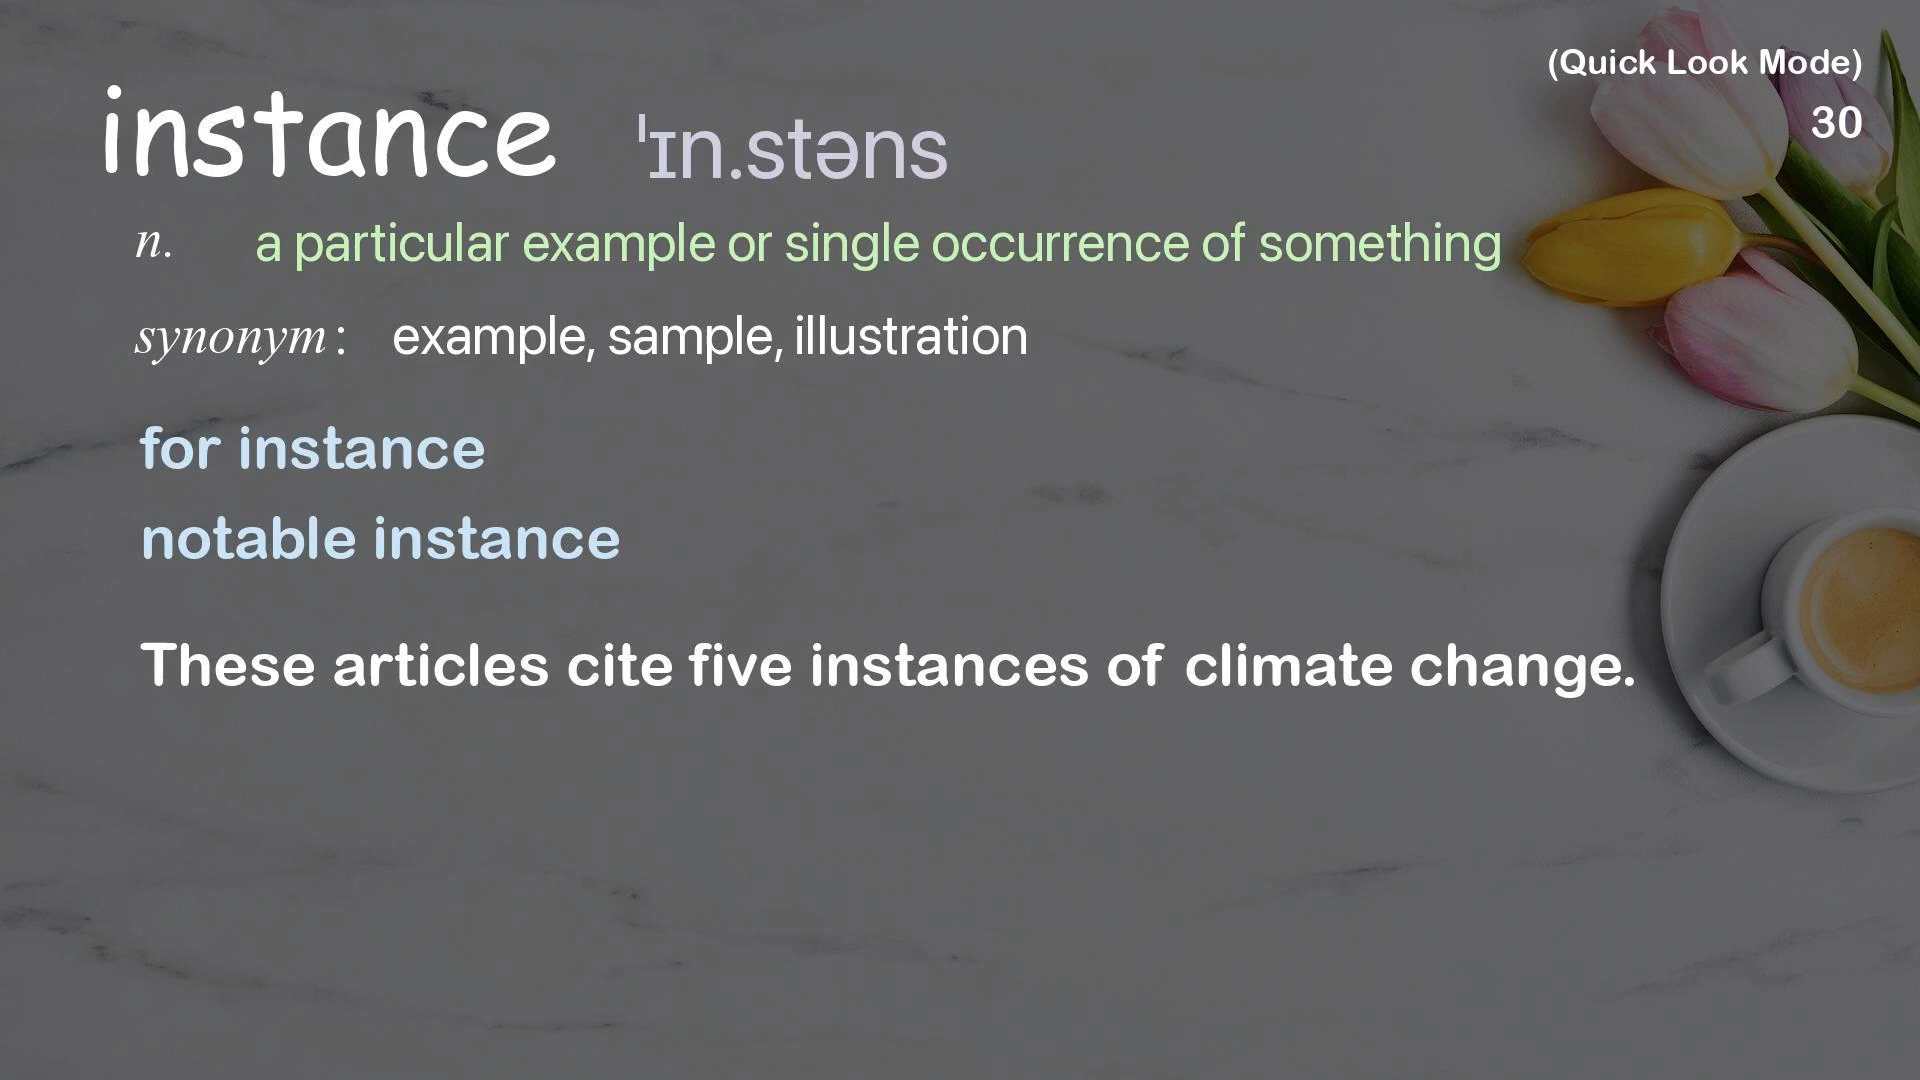 (Quick Look Mode)
30
instance ˈɪn.stəns
n. a particular example or single occurrence of something
synonym : example, sample, illustration
for instance
notable instance
These articles cite five instances of climate change.